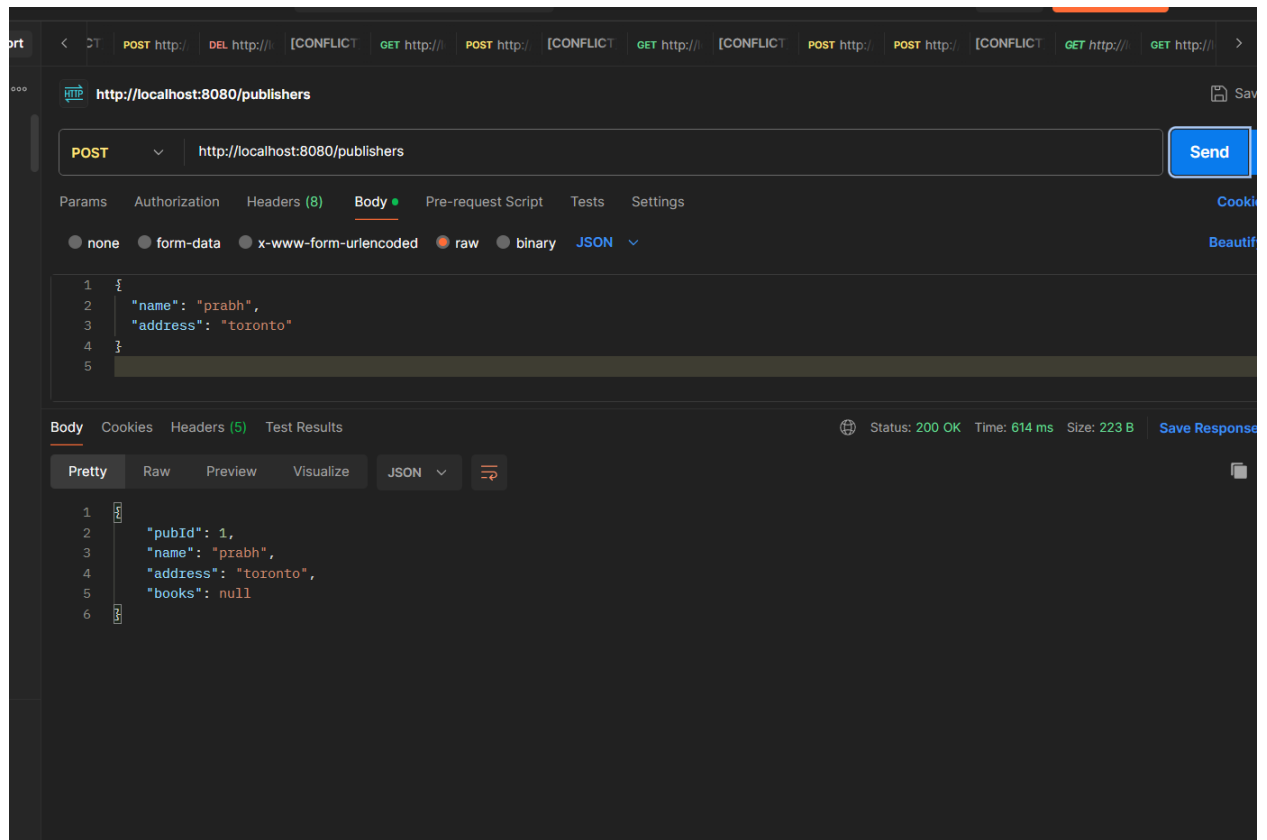 ort
CT POST http:/ DEL http://l [CONFLICT GET http://l POST http:/ [CONFLICT GET http://l [CONFLICT POST http:/ POST http:/ [CONFLICT GET http://l GET http://l
HTTP http://localhost:8080/publishers Sav
POST http://localhost:8080/publishers Send
Params Authorization Headers (8) Body Pre-request Script Tests Settings Cookie
none form-data x-www-form-urlencoded raw binary JSON Beautif
1 {
2 "name": "prabh",
3 "address": "toronto"
4 }
5
Body Cookies Headers (5) Test Results Status: 200 OK Time: 614 ms Size: 223 B Save Response
Pretty Raw Preview Visualize JSON
1 {
2 "pubId": 1,
3 "name": "prabh",
4 "address": "toronto",
5 "books": null
6 }